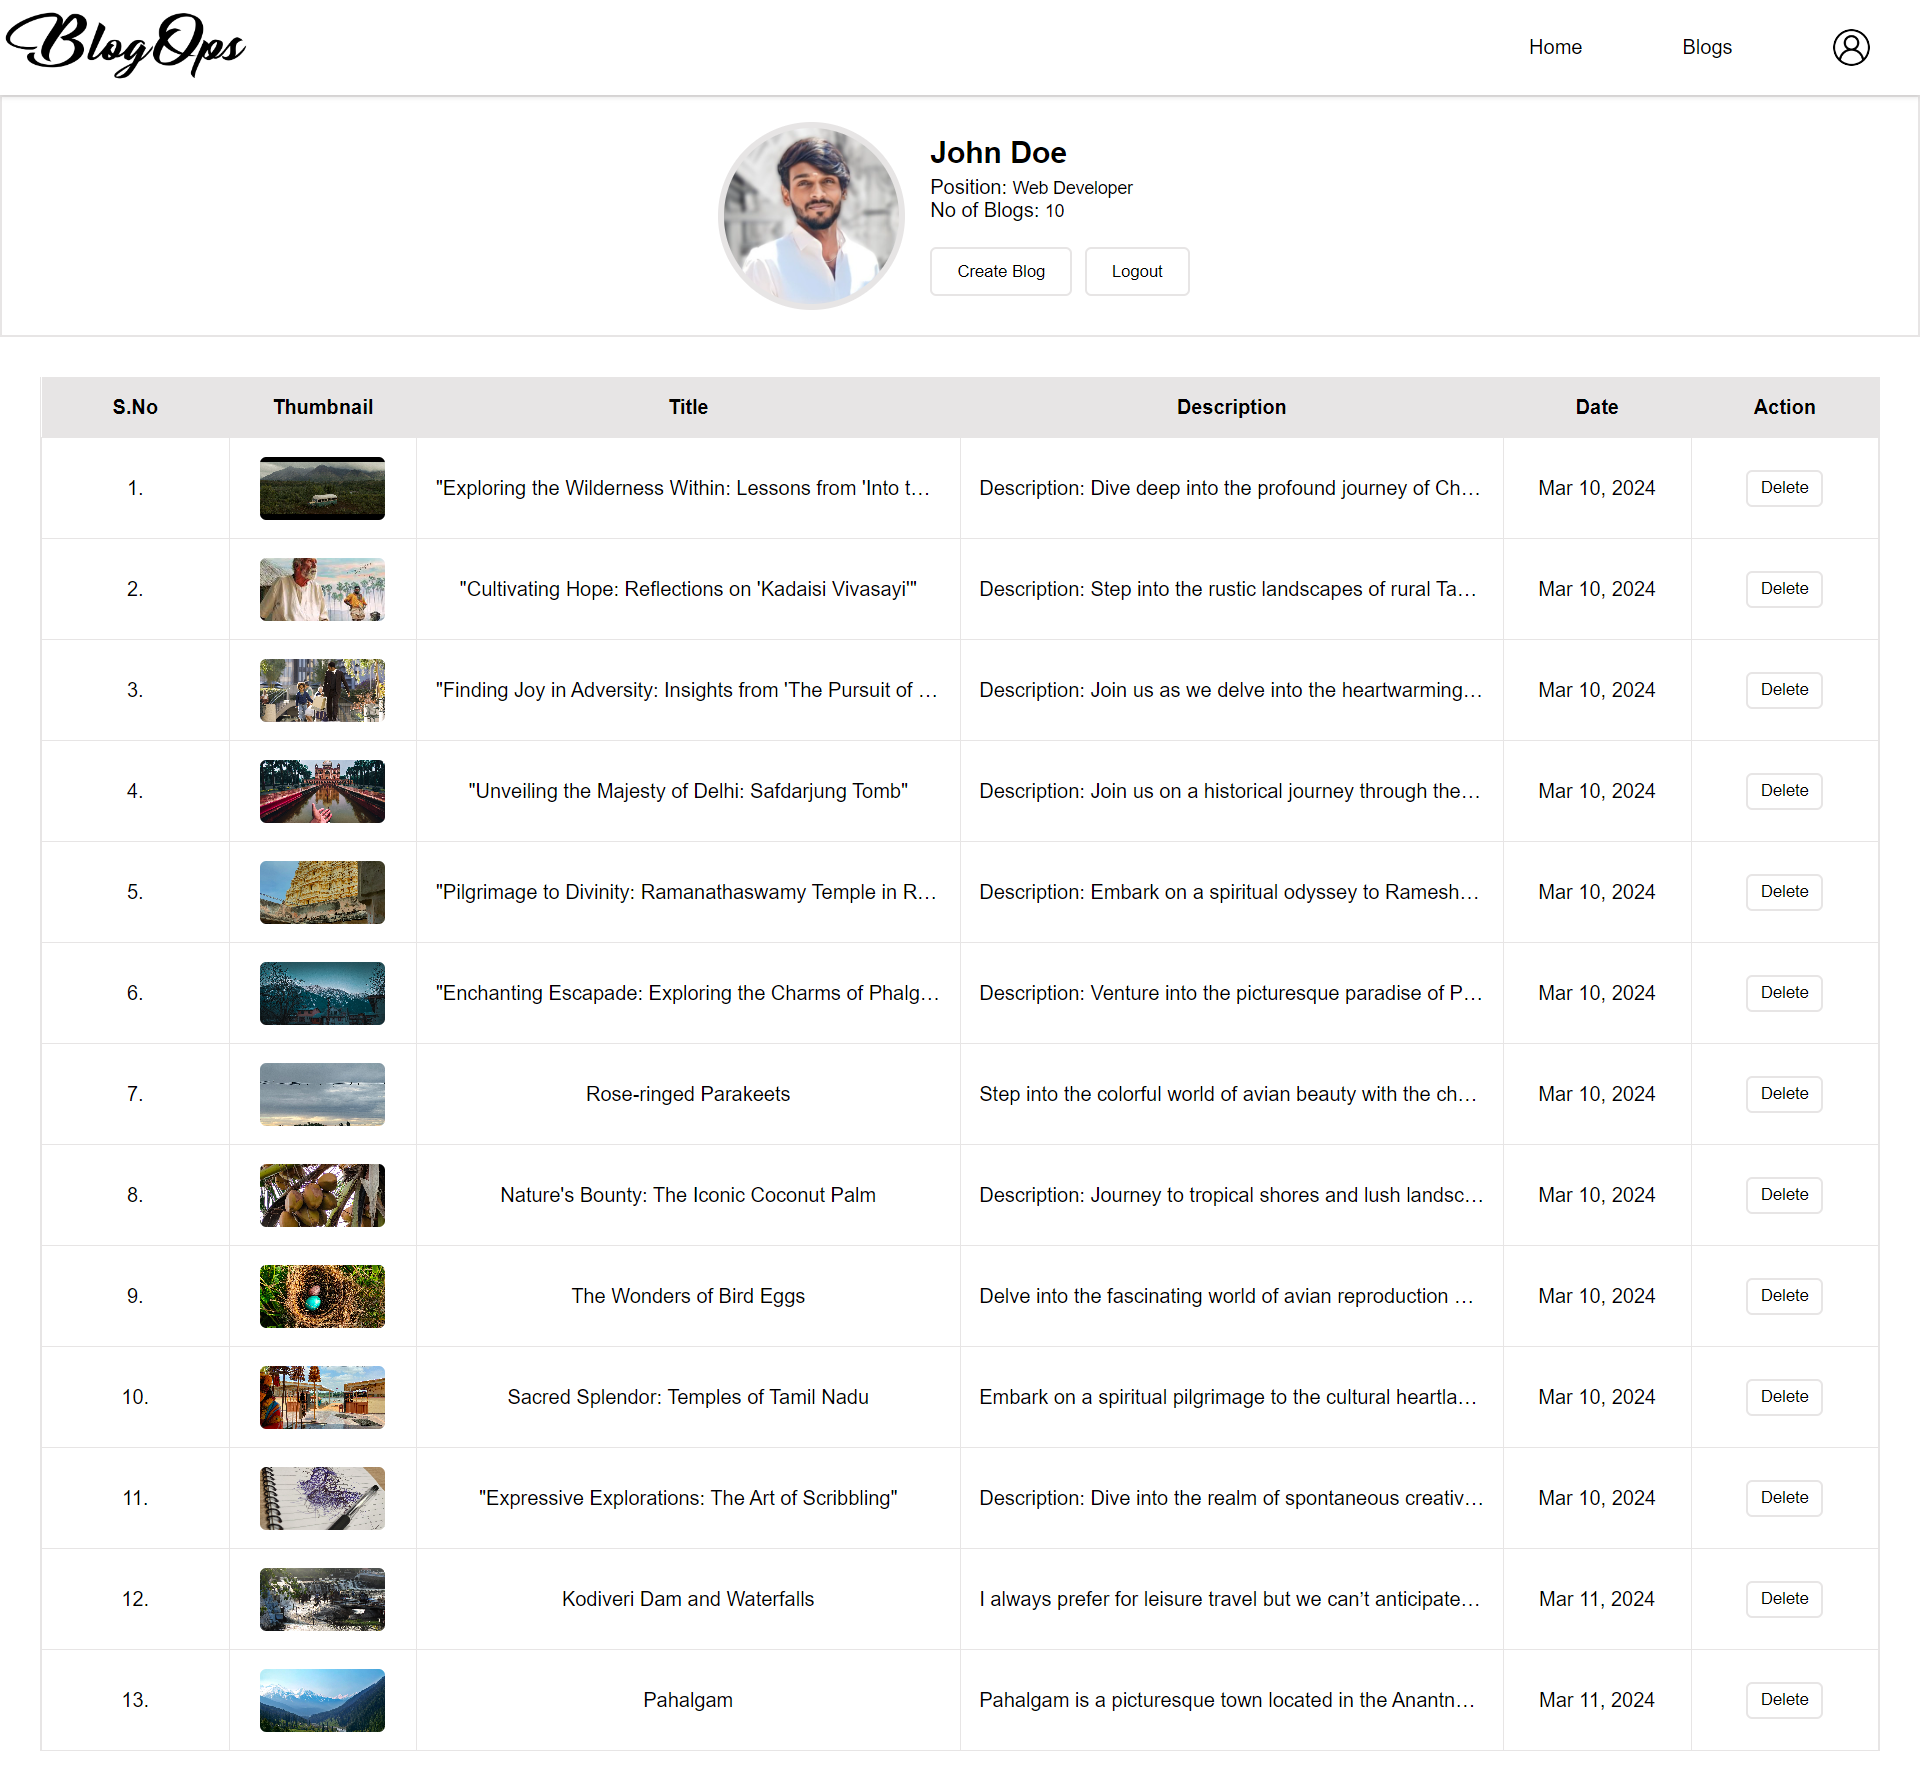 BlogOps
Home Blogs
John Doe
Position: Web Developer
No of Blogs: 10
Create Blog Logout
S.No Thumbnail Title Description Date Action
1. "Exploring the Wilderness Within: Lessons from 'Into t… Description: Dive deep into the profound journey of Ch… Mar 10, 2024 Delete
2. "Cultivating Hope: Reflections on 'Kadaisi Vivasayi'" Description: Step into the rustic landscapes of rural Ta… Mar 10, 2024 Delete
3. "Finding Joy in Adversity: Insights from 'The Pursuit of … Description: Join us as we delve into the heartwarming… Mar 10, 2024 Delete
4. "Unveiling the Majesty of Delhi: Safdarjung Tomb" Description: Join us on a historical journey through the… Mar 10, 2024 Delete
5. "Pilgrimage to Divinity: Ramanathaswamy Temple in R… Description: Embark on a spiritual odyssey to Ramesh… Mar 10, 2024 Delete
6. "Enchanting Escapade: Exploring the Charms of Phalg… Description: Venture into the picturesque paradise of P… Mar 10, 2024 Delete
7. Rose-ringed Parakeets Step into the colorful world of avian beauty with the ch… Mar 10, 2024 Delete
8. Nature's Bounty: The Iconic Coconut Palm Description: Journey to tropical shores and lush landsc… Mar 10, 2024 Delete
9. The Wonders of Bird Eggs Delve into the fascinating world of avian reproduction … Mar 10, 2024 Delete
10. Sacred Splendor: Temples of Tamil Nadu Embark on a spiritual pilgrimage to the cultural heartla… Mar 10, 2024 Delete
11. "Expressive Explorations: The Art of Scribbling" Description: Dive into the realm of spontaneous creativ… Mar 10, 2024 Delete
12. Kodiveri Dam and Waterfalls I always prefer for leisure travel but we can’t anticipate… Mar 11, 2024 Delete
13. Pahalgam Pahalgam is a picturesque town located in the Anantn… Mar 11, 2024 Delete